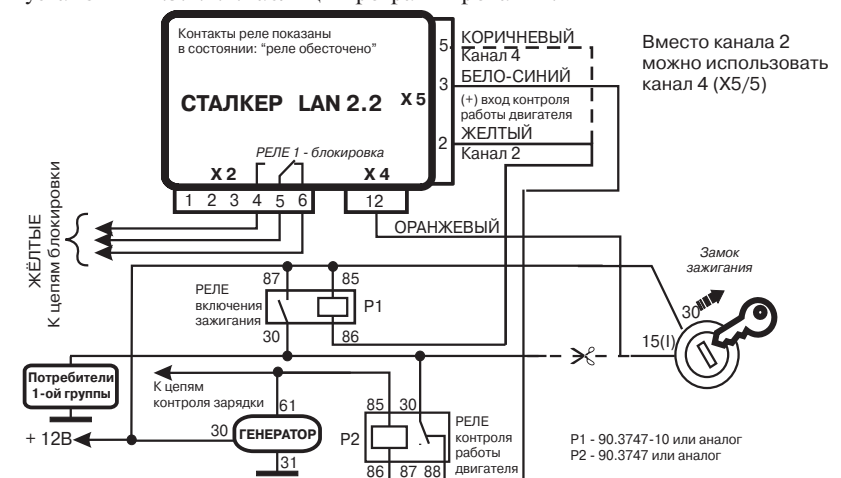 Контакты реле показаны
в состоянии: "реле обесточено"
СТАЛКЕР LAN 2.2
X 5
5
3
2
КОРИЧНЕВЫЙ
Канал 4
БЕЛО-СИНИЙ
(+) вход контроля
работы двигателя
ЖЕЛТЫЙ
Канал 2
Вместо канала 2
можно использовать
канал 4 (X5/5)
РЕЛЕ 1 - блокировка
X 2
X 4
1 2 3 4 5 6
12
ОРАНЖЕВЫЙ
ЖЁЛТЫЕ
К цепям блокировки
Замок
зажигания
30
15(I)
87
85
РЕЛЕ
включения
зажигания
P1
30
86
Потребители
1-ой группы
К цепям
контроля зарядки
61
30
ГЕНЕРАТОР
31
+ 12В
85
30
P2
РЕЛЕ
контроля
работы
двигателя
86
87
88
P1 - 90.3747-10 или аналог
P2 - 90.3747 или аналог